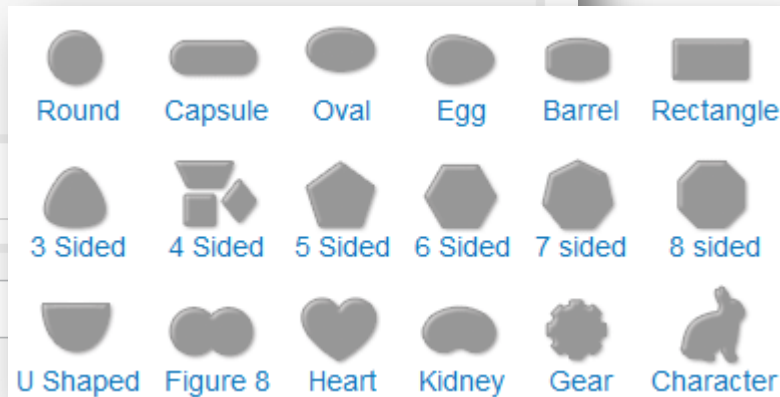 Round Capsule Oval Egg Barrel Rectangle
3 Sided 4 Sided 5 Sided 6 Sided 7 sided 8 sided
U Shaped Figure 8 Heart Kidney Gear Character